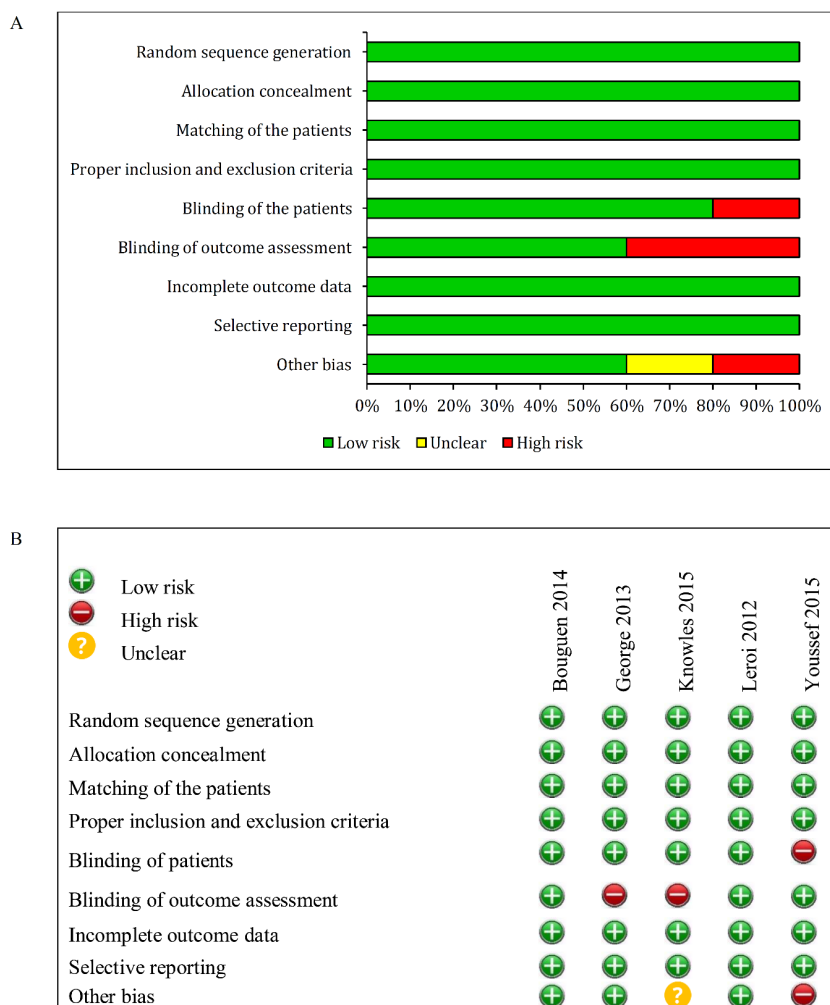 A
Random sequence generation
Allocation concealment
Matching of the patients
Proper inclusion and exclusion criteria
Blinding of the patients
Blinding of outcome assessment
Incomplete outcome data
Selective reporting
Other bias
0% 10% 20% 30% 40% 50% 60% 70% 80% 90% 100%
Low risk Unclear High risk
B
Low risk
High risk
? Unclear
Bouguen 2014
George 2013
Knowles 2015
Leroi 2012
Youssef 2015
Random sequence generation + + + + +
Allocation concealment + + + + +
Matching of the patients + + + + +
Proper inclusion and exclusion criteria + + + + +
Blinding of patients + + + + −
Blinding of outcome assessment + − − + +
Incomplete outcome data + + + + +
Selective reporting + + + + +
Other bias + + ? + −